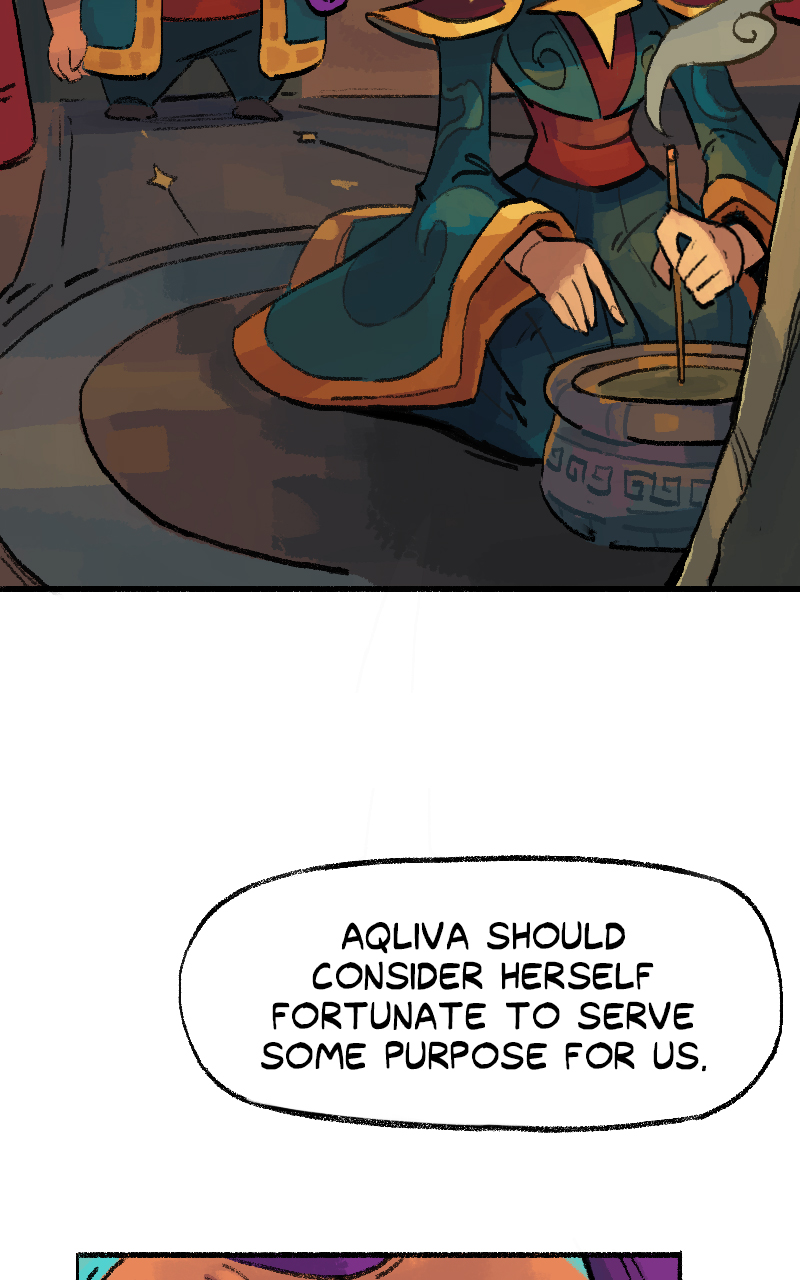 AQLIVA SHOULD
CONSIDER HERSELF
FORTUNATE TO SERVE
SOME PURPOSE FOR US.